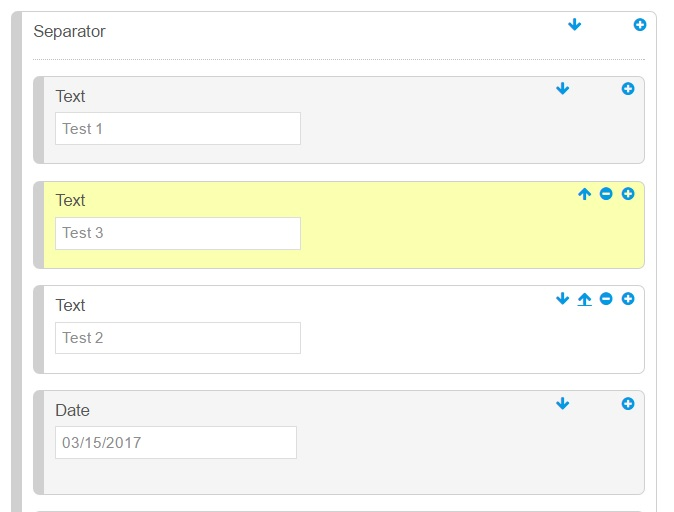 Separator
Text
Test 1
Text
Test 3
Text
Test 2
Date
03/15/2017